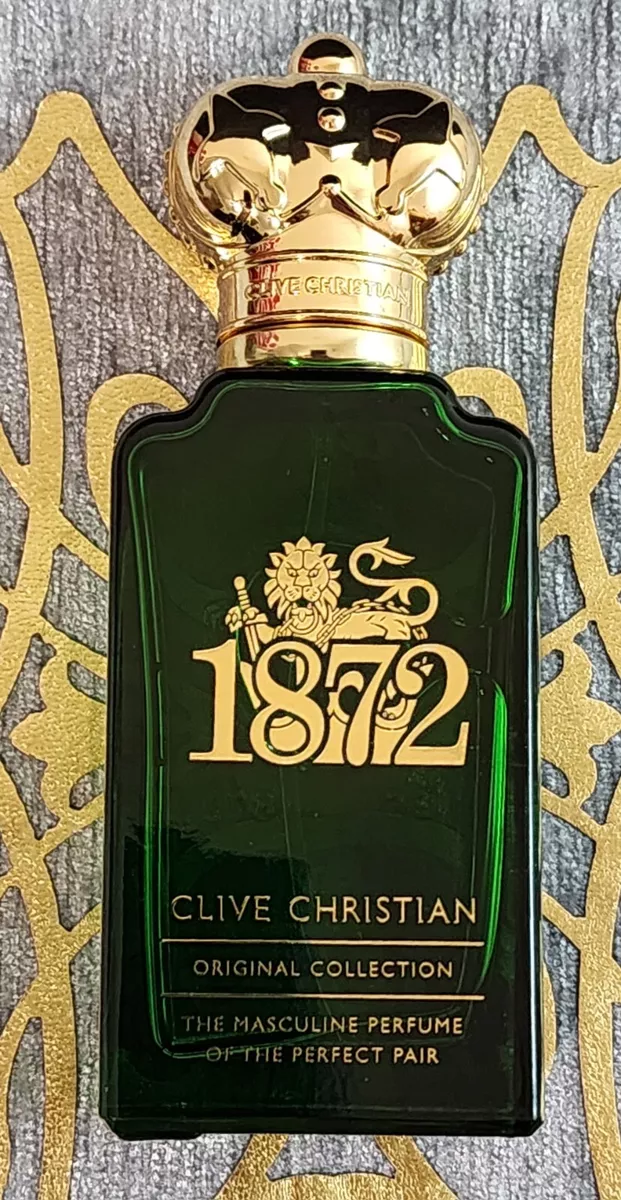 CLIVE CHRISTIAN
1872
CLIVE CHRISTIAN
ORIGINAL COLLECTION
THE MASCULINE PERFUME
OF THE PERFECT PAIR